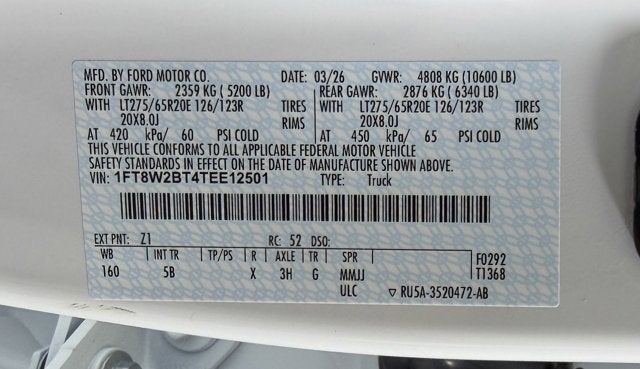 MFD. BY FORD MOTOR CO. DATE: 03/26 GVWR: 4808 KG (10600 LB)
FRONT GAWR: 2359 KG (5200 LB) REAR GAWR: 2876 KG (6340 LB)
WITH LT275/65R20E 126/123R TIRES WITH LT275/65R20E 126/123R TIRES
20X8.0J RIMS 20X8.0J RIMS
AT 420 kPa/ 60 PSI COLD AT 450 kPa/ 65 PSI COLD
THIS VEHICLE CONFORMS TO ALL APPLICABLE FEDERAL MOTOR VEHICLE
SAFETY STANDARDS IN EFFECT ON THE DATE OF MANUFACTURE SHOWN ABOVE.
VIN: 1FT8W2BT4TEE12501 TYPE: Truck
EXT PNT: Z1 RC: 52 DSO:
WB INT TR TP/PS R AXLE TR SPR F0292
160 5B X 3H G MMJJ T1368
ULC ▽ RU5A-3520472-AB